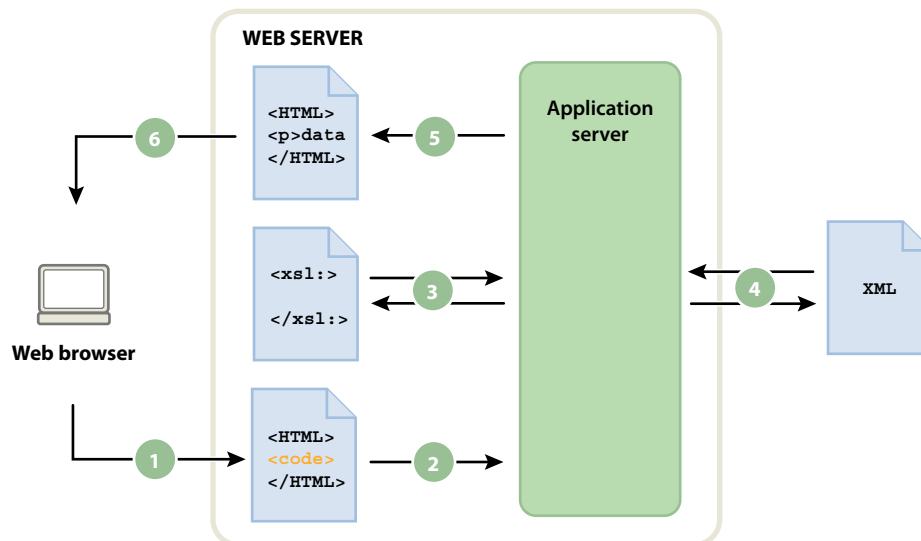 WEB SERVER
<HTML>
<p>data
</HTML>
6
5
Application
server
<xsl:>
</xsl:>
3
4
XML
Web browser
<HTML>
<code>
</HTML>
1
2